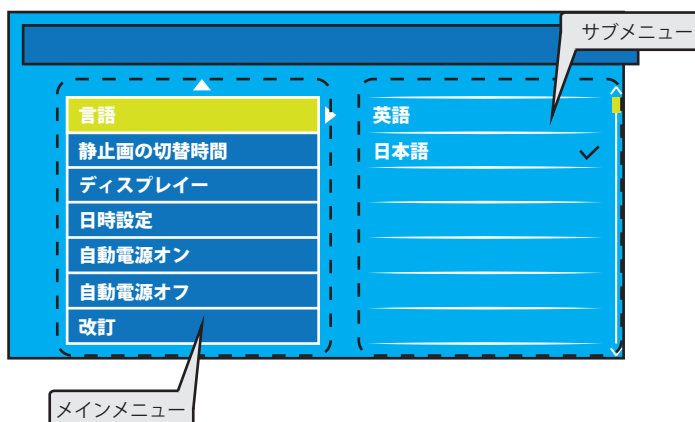 サブメニュー
言語
静止画の切替時間
ディスプレイー
日時設定
自動電源オン
自動電源オフ
改訂
英語
日本語
メインメニュー